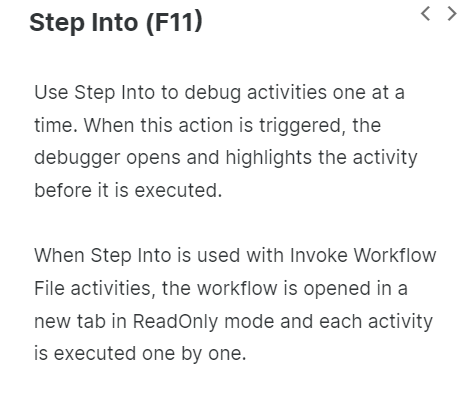 Step Into (F11)
Use Step Into to debug activities one at a
time. When this action is triggered, the
debugger opens and highlights the activity
before it is executed.
When Step Into is used with Invoke Workflow
File activities, the workflow is opened in a
new tab in ReadOnly mode and each activity
is executed one by one.